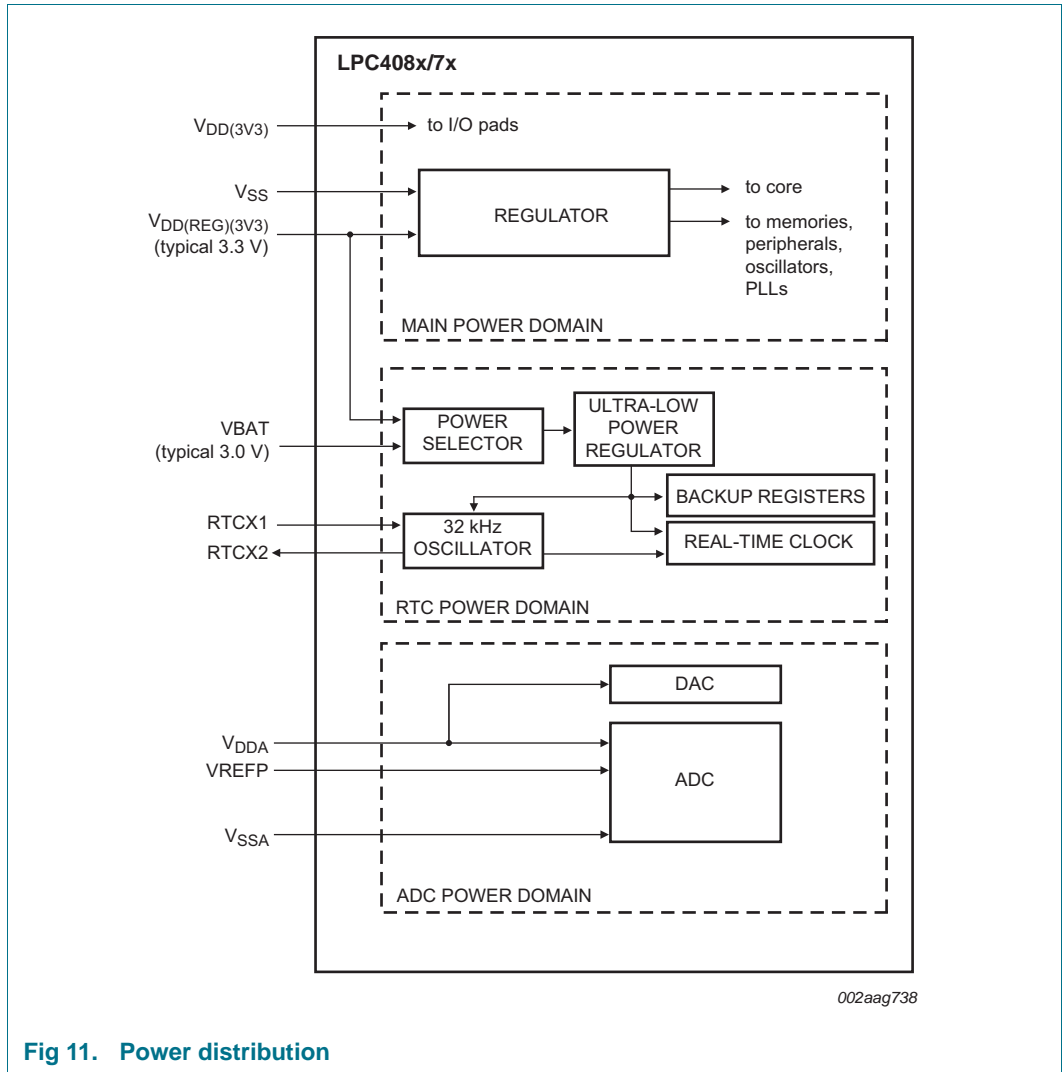 LPC408x/7x
VDD(3V3)
to I/O pads
VSS
VDD(REG)(3V3)
(typical 3.3 V)
REGULATOR
to core
to memories,
peripherals,
oscillators,
PLLs
MAIN POWER DOMAIN
VBAT
(typical 3.0 V)
POWER
SELECTOR
ULTRA-LOW
POWER
REGULATOR
BACKUP REGISTERS
RTCX1
RTCX2
32 kHz
OSCILLATOR
REAL-TIME CLOCK
RTC POWER DOMAIN
DAC
VDDA
VREFP
ADC
VSSA
ADC POWER DOMAIN
002aag738
Fig 11. Power distribution